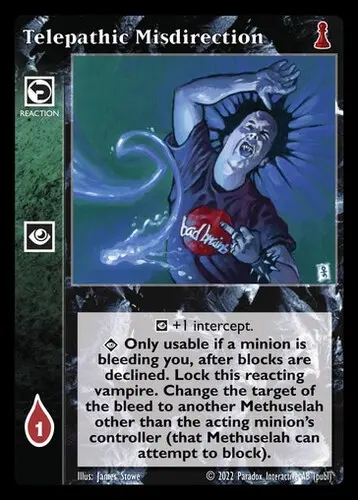 Telepathic Misdirection
REACTION
bad brains
+1 intercept.
Only usable if a minion is
bleeding you, after blocks are
declined. Lock this reacting
vampire. Change the target of
the bleed to another Methuselah
other than the acting minion's
controller (that Methuselah can
attempt to block).
1
Illus: James Stowe © 2022 Paradox Interactive AB (publ)